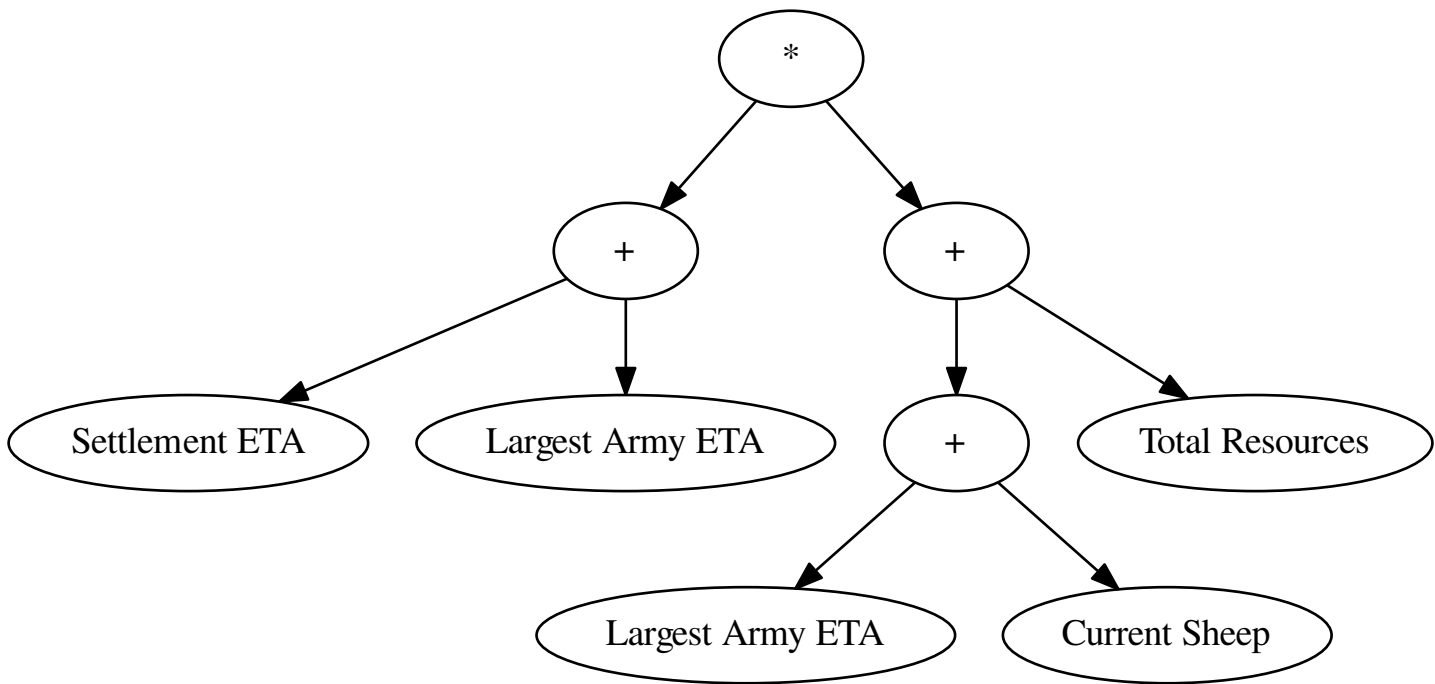 *
+
+
Settlement ETA
Largest Army ETA
+
Total Resources
Largest Army ETA
Current Sheep